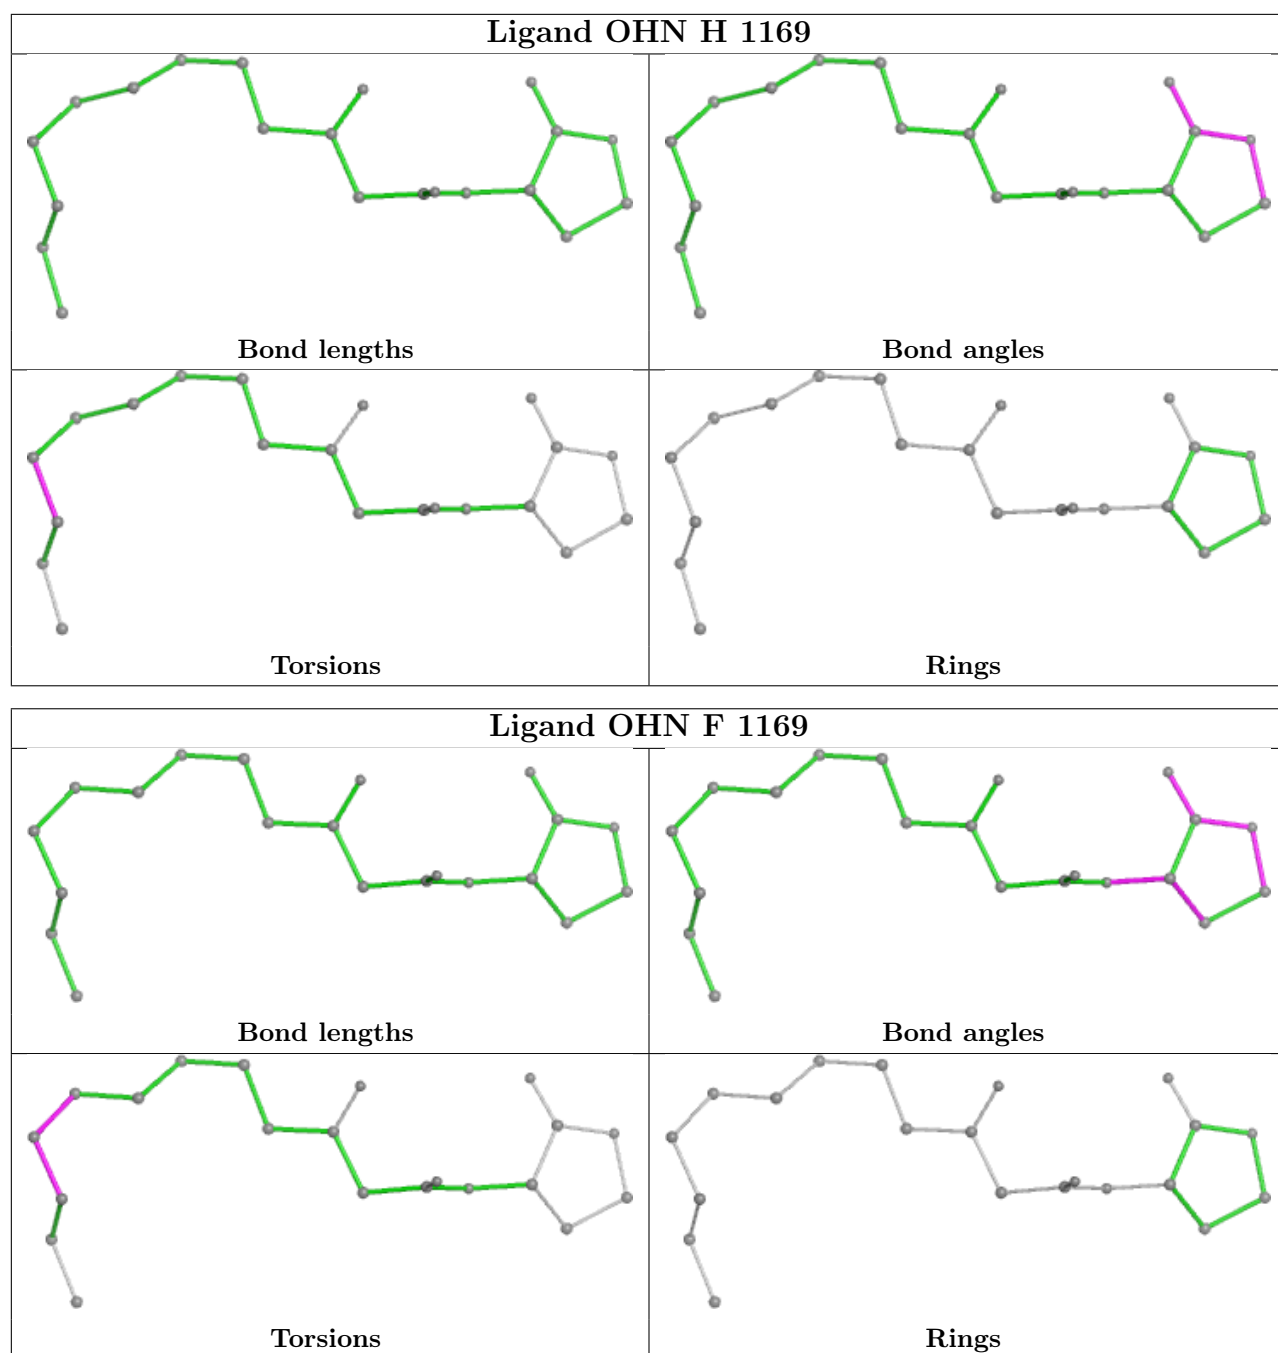 Ligand OHN H 1169
Bond lengths
Bond angles
Torsions
Rings
Ligand OHN F 1169
Bond lengths
Bond angles
Torsions
Rings